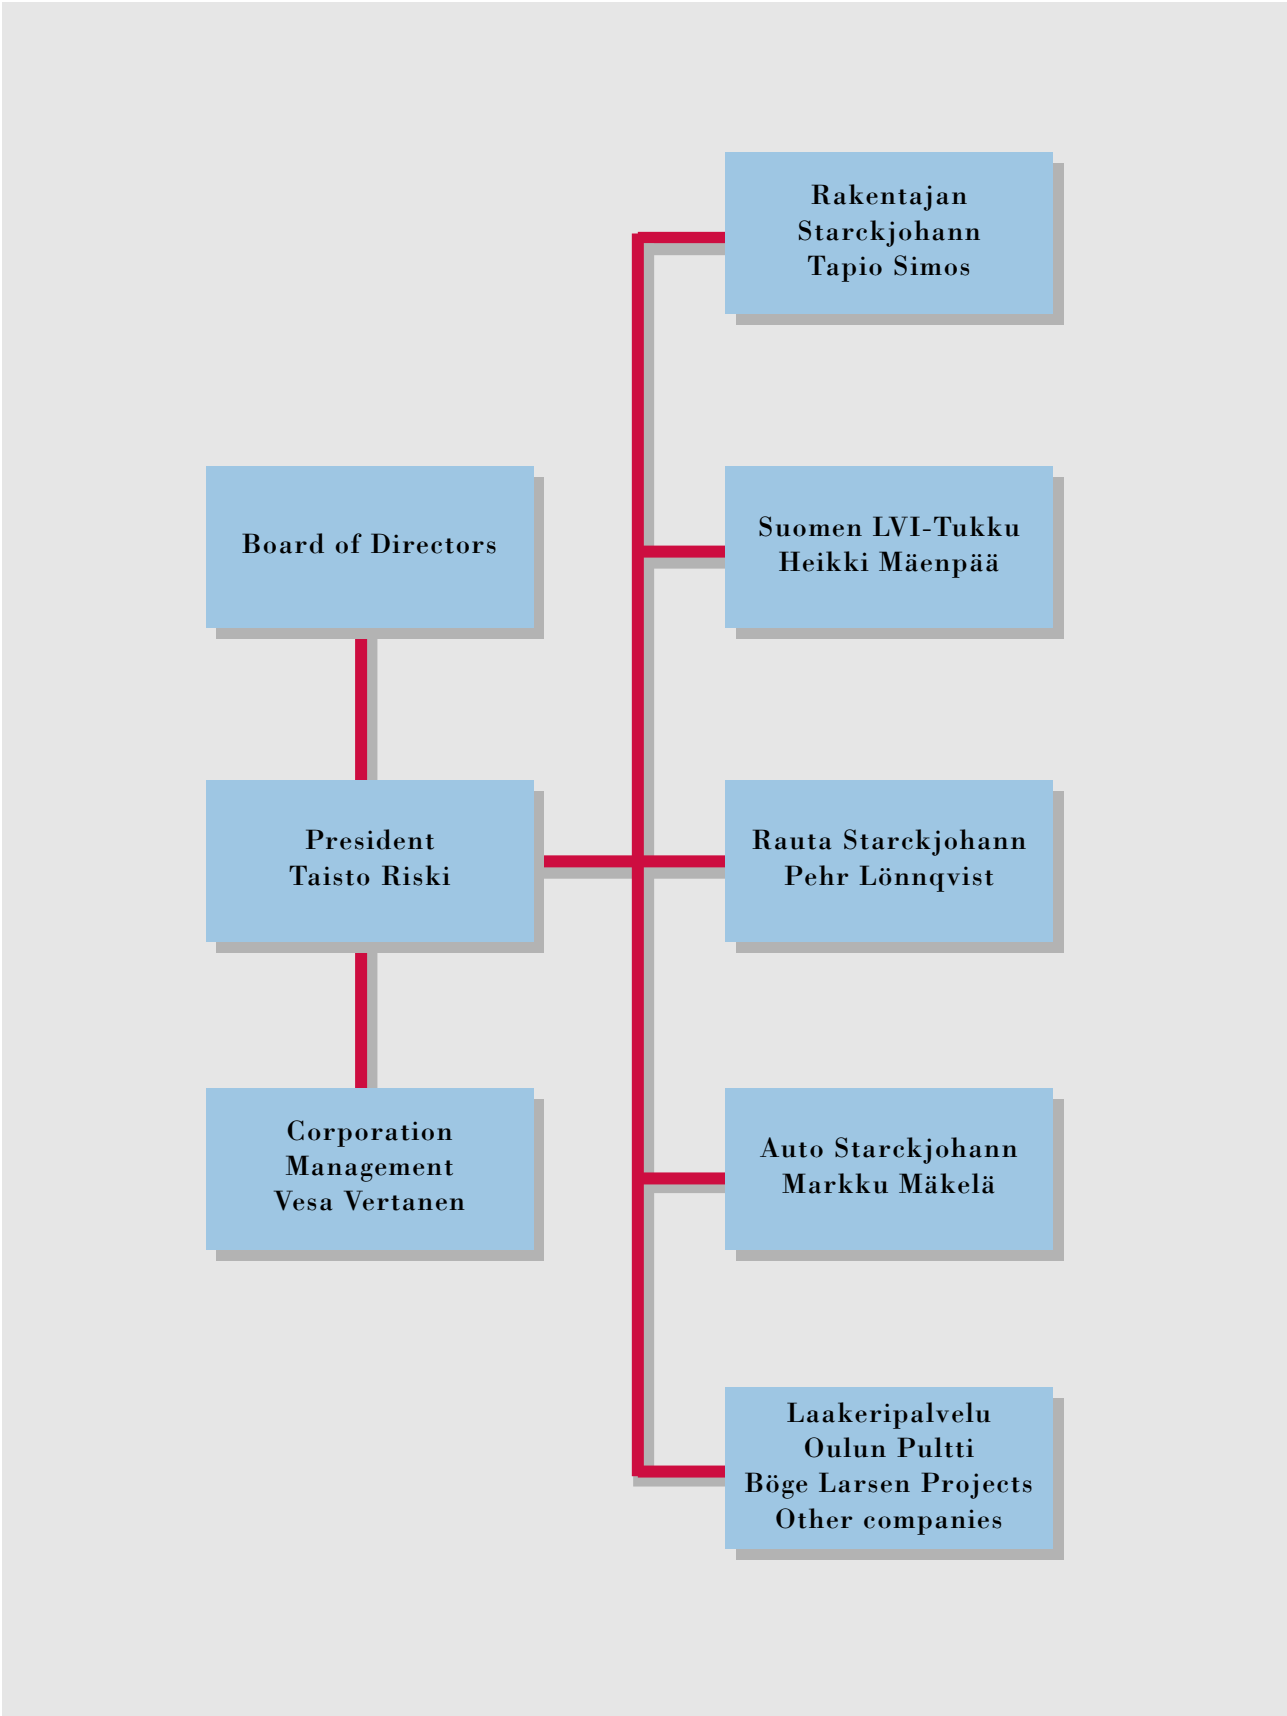 Board of Directors
President
Taisto Riski
Corporation
Management
Vesa Vertanen
Rakentajan
Starckjohann
Tapio Simos
Suomen LVI-Tukku
Heikki Mäenpää
Rauta Starckjohann
Pehr Lönnqvist
Auto Starckjohann
Markku Mäkelä
Laakeripalvelu
Oulun Pultti
Böge Larsen Projects
Other companies